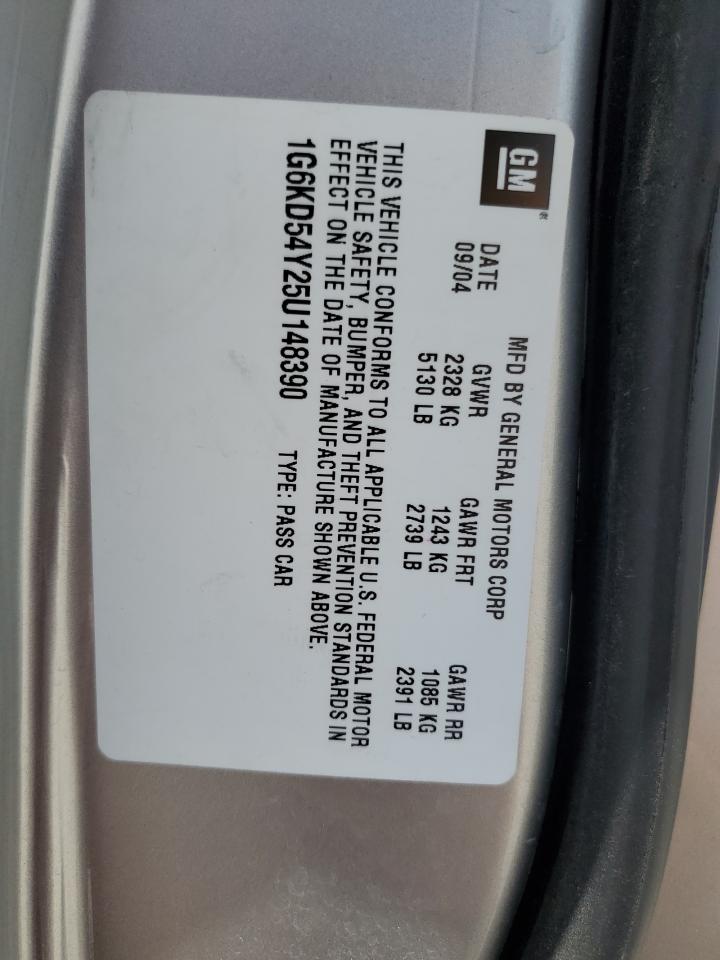 GM®
MFD BY GENERAL MOTORS CORP
DATE GVWR GAWR FRT GAWR RR
09/04 2328 KG 1243 KG 1085 KG
5130 LB 2739 LB 2391 LB
THIS VEHICLE CONFORMS TO ALL APPLICABLE U.S. FEDERAL MOTOR
VEHICLE SAFETY, BUMPER, AND THEFT PREVENTION STANDARDS IN
EFFECT ON THE DATE OF MANUFACTURE SHOWN ABOVE.
1G6KD54Y25U148390 TYPE: PASS CAR